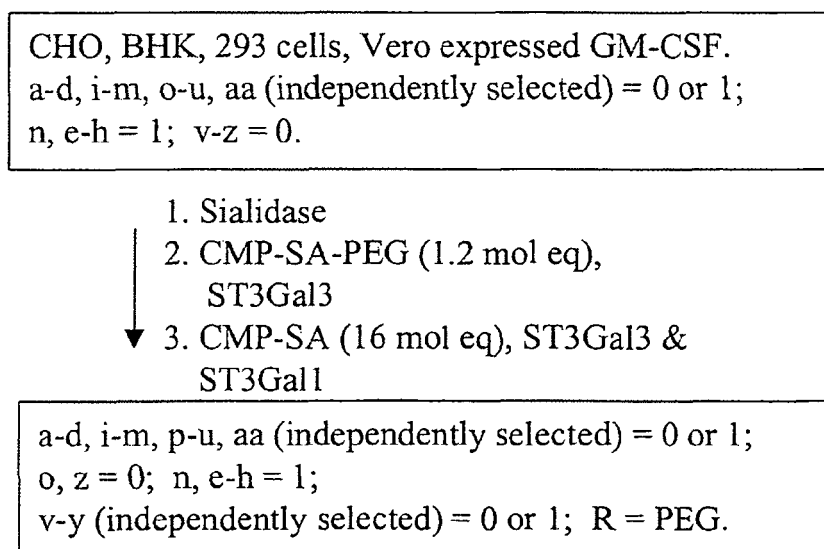 CHO, BHK, 293 cells, Vero expressed GM-CSF.
a-d, i-m, o-u, aa (independently selected) = 0 or 1;
n, e-h = 1; v-z = 0.
1. Sialidase
2. CMP-SA-PEG (1.2 mol eq),
ST3Gal3
3. CMP-SA (16 mol eq), ST3Gal3 &
ST3Gal1
a-d, i-m, p-u, aa (independently selected) = 0 or 1;
o, z = 0; n, e-h = 1;
v-y (independently selected) = 0 or 1; R = PEG.